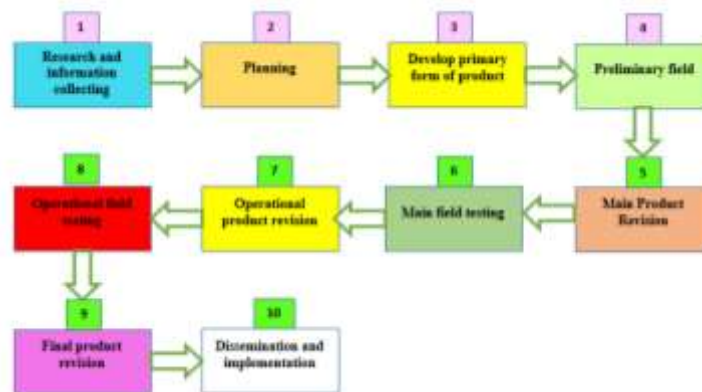 1
Research and
information
collecting
2
Planning
3
Develop primary
form of product
4
Preliminary field
5
Main Product
Revision
6
Main field testing
7
Operational
product revision
8
Operational field
testing
9
Final product
revision
10
Dissemination and
implementation